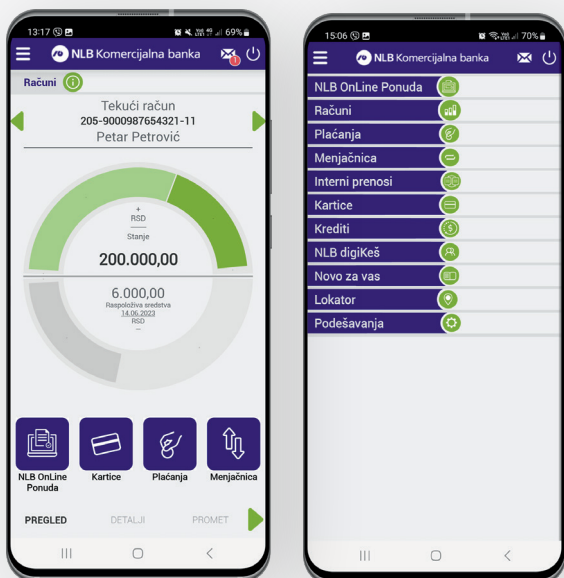 13:17
69%
NLB Komercijalna banka
1
Računi
Tekući račun
205-9000987654321-11
Petar Petrović
+
RSD
Stanje
200.000,00
6.000,00
Raspoloživa sredstva
14.06.2023
RSD
–
NLB OnLine
Ponuda
Kartice
Plaćanja
Menjačnica
PREGLED
DETALJI
PROMET
15:06
70%
NLB Komercijalna banka
NLB OnLine Ponuda
Računi
Plaćanja
Menjačnica
Interni prenosi
Kartice
Krediti
NLB digiKeš
Novo za vas
Lokator
Podešavanja